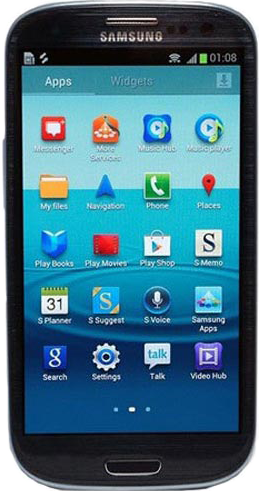 SAMSUNG
01:08
Apps Widgets
Messenger More Services Music Hub Music player
My files Navigation Phone Places
Play Books Play Movies Play Shop S Memo
31 S S
S Planner S Suggest S Voice Samsung Apps
8 talk
Search Settings Talk Video Hub